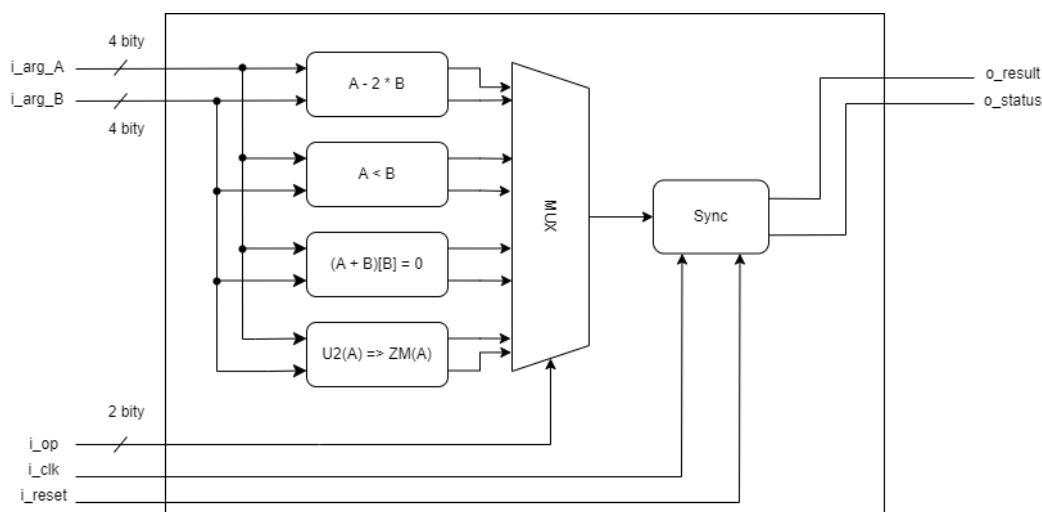 4 bity
i_arg_A
i_arg_B
4 bity
A - 2 * B
A < B
(A + B)[B] = 0
U2(A) => ZM(A)
MUX
Sync
o_result
o_status
2 bity
i_op
i_clk
i_reset